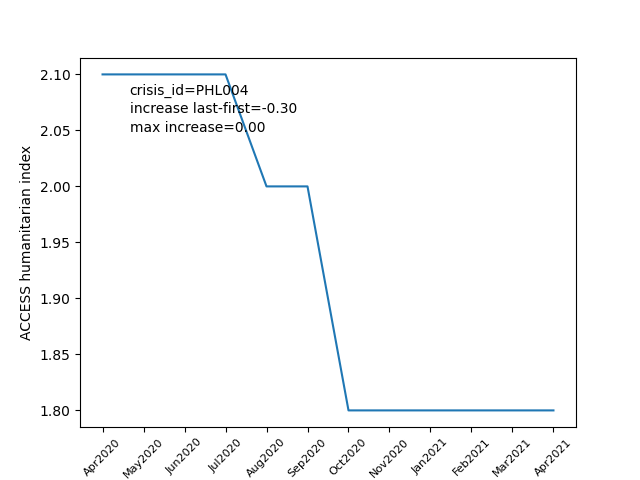 2.10
2.05
2.00
1.95
1.90
1.85
1.80
ACCESS humanitarian index
crisis_id=PHL004
increase last-first=-0.30
max increase=0.00
Apr2020
May2020
Jun2020
Jul2020
Aug2020
Sep2020
Oct2020
Nov2020
Jan2021
Feb2021
Mar2021
Apr2021